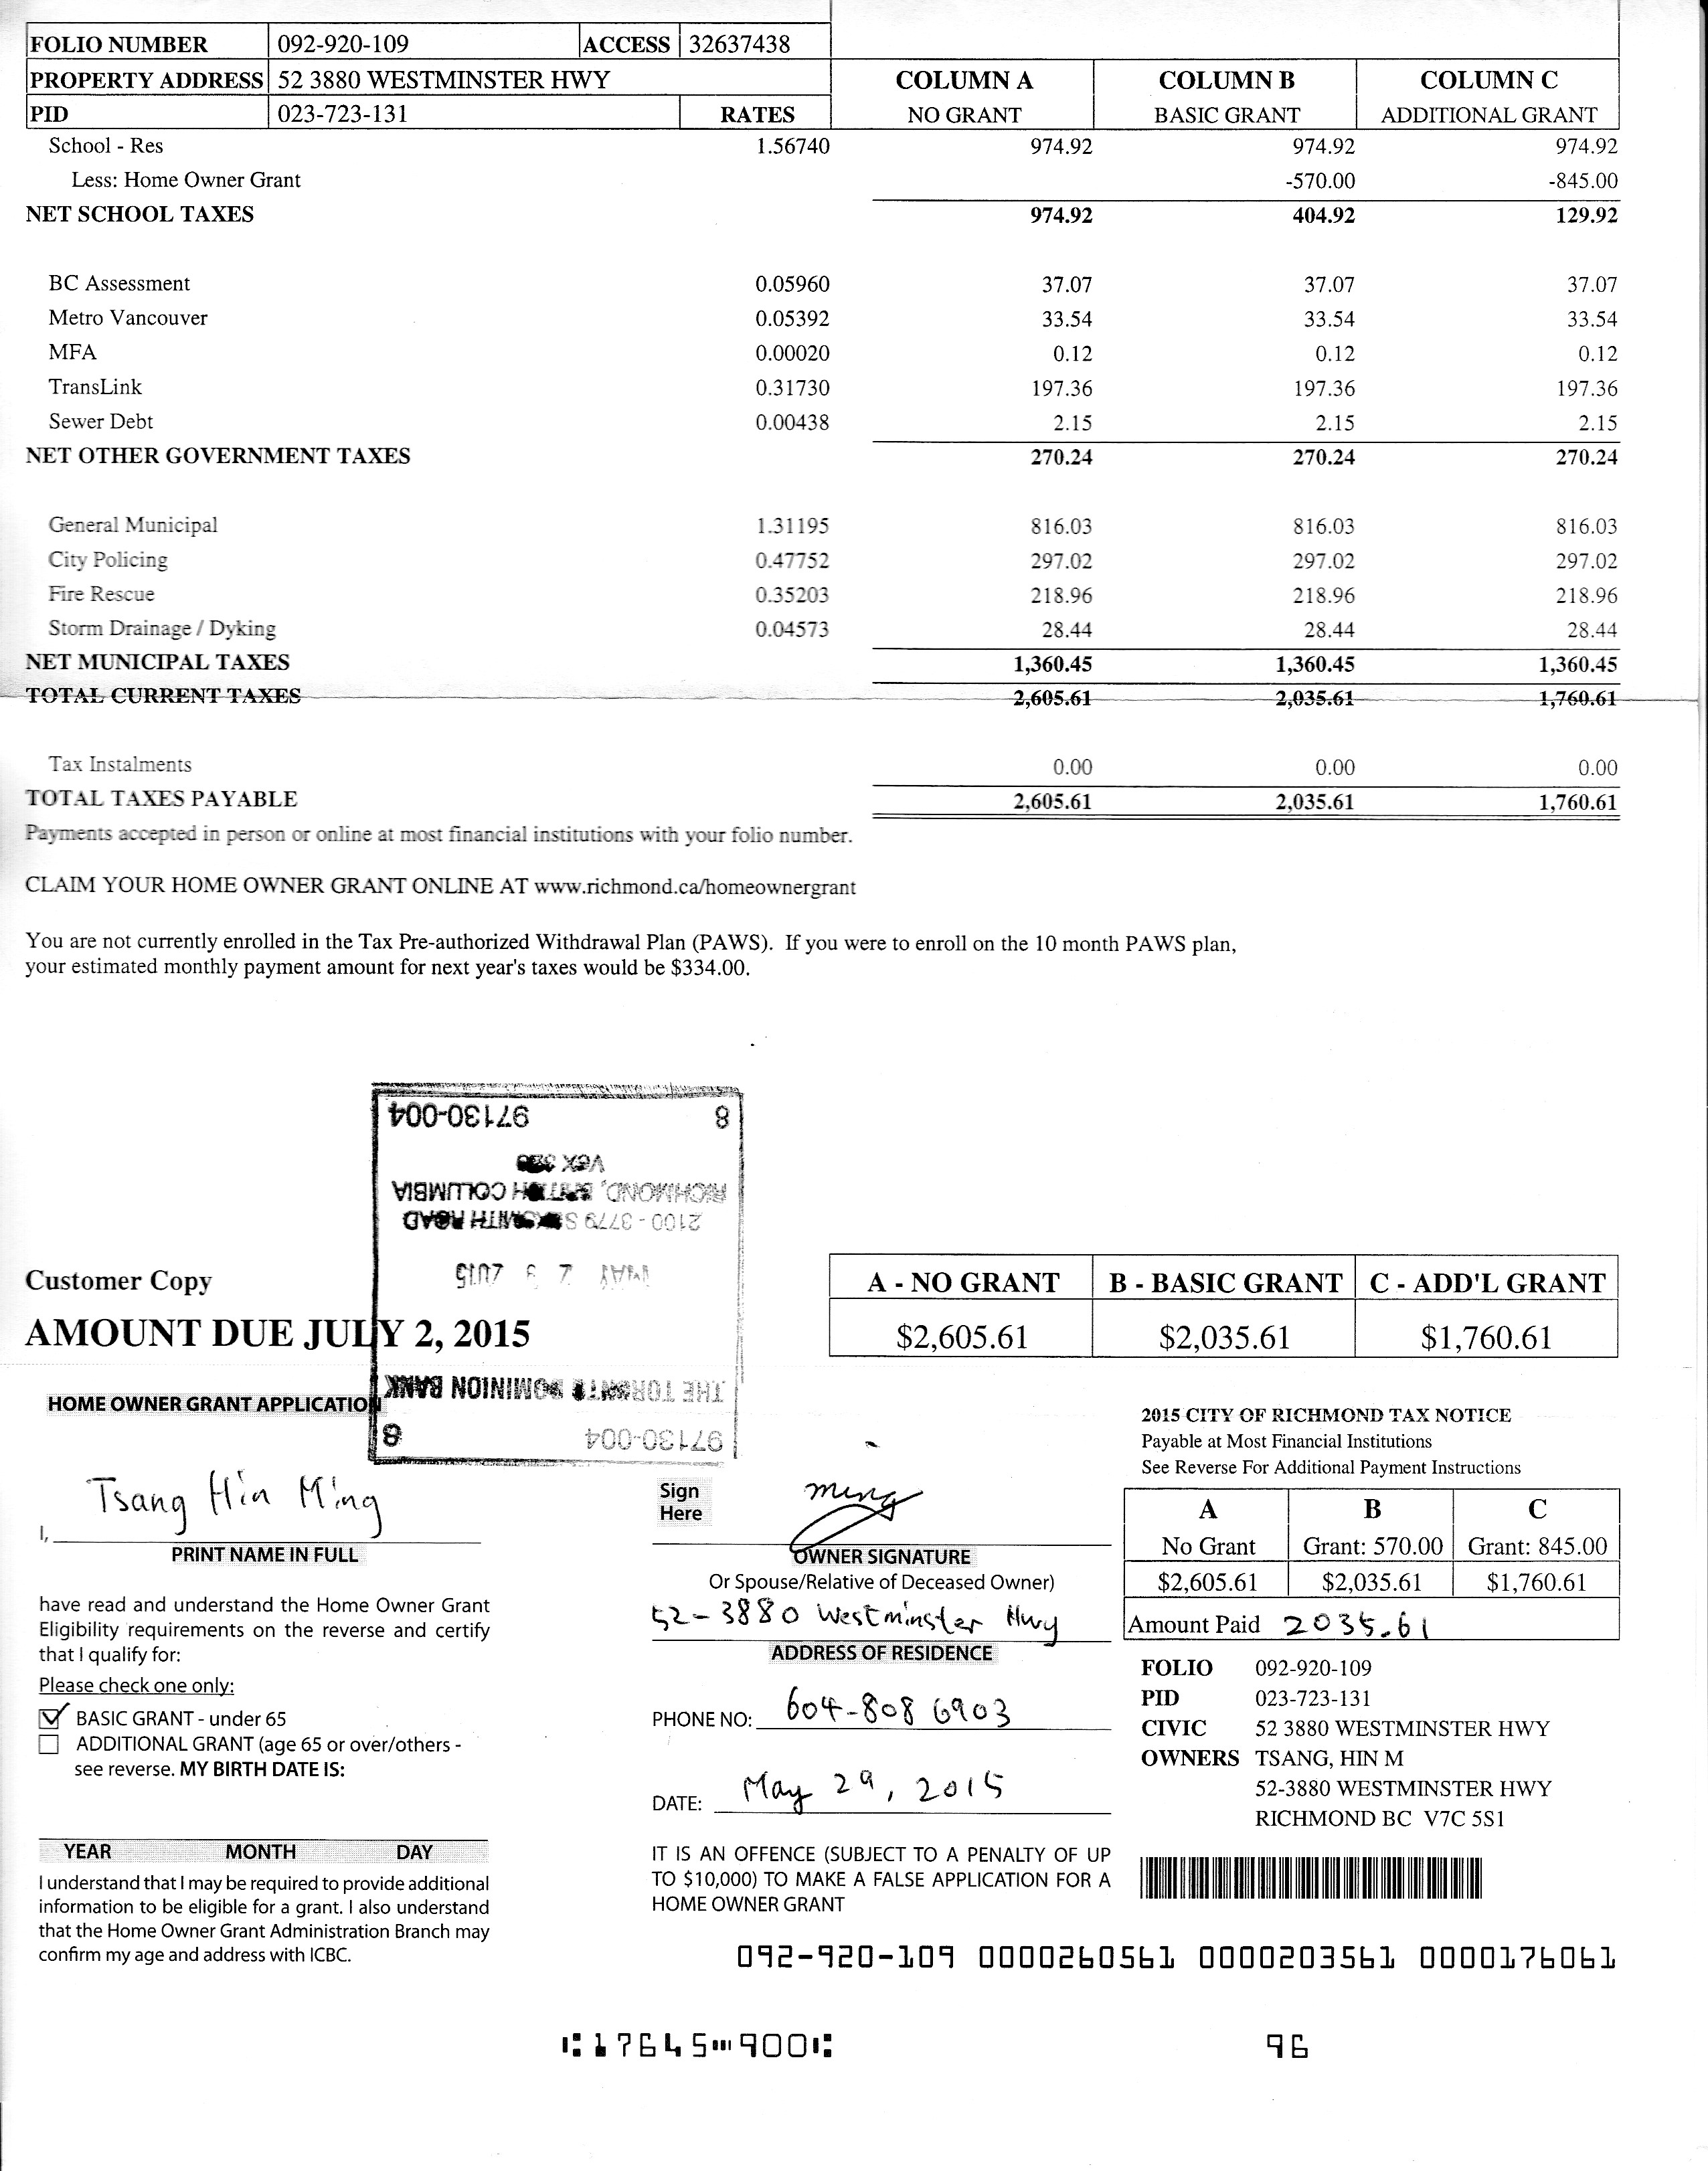 FOLIO NUMBER 092-920-109 ACCESS 32637438
PROPERTY ADDRESS 52 3880 WESTMINSTER HWY COLUMN A COLUMN B COLUMN C
PID 023-723-131 RATES NO GRANT BASIC GRANT ADDITIONAL GRANT
School - Res 1.56740 974.92 974.92 974.92
Less: Home Owner Grant -570.00 -845.00
NET SCHOOL TAXES 974.92 404.92 129.92
BC Assessment 0.05960 37.07 37.07 37.07
Metro Vancouver 0.05392 33.54 33.54 33.54
MFA 0.00020 0.12 0.12 0.12
TransLink 0.31730 197.36 197.36 197.36
Sewer Debt 0.00438 2.15 2.15 2.15
NET OTHER GOVERNMENT TAXES 270.24 270.24 270.24
General Municipal 1.31195 816.03 816.03 816.03
City Policing 0.47752 297.02 297.02 297.02
Fire Rescue 0.35203 218.96 218.96 218.96
Storm Drainage / Dyking 0.04573 28.44 28.44 28.44
NET MUNICIPAL TAXES 1,360.45 1,360.45 1,360.45
TOTAL CURRENT TAXES 2,605.61 2,035.61 1,760.61
Tax Instalments 0.00 0.00 0.00
TOTAL TAXES PAYABLE 2,605.61 2,035.61 1,760.61
Payments accepted in person or online at most financial institutions with your folio number.
CLAIM YOUR HOME OWNER GRANT ONLINE AT www.richmond.ca/homeownergrant
You are not currently enrolled in the Tax Pre-authorized Withdrawal Plan (PAWS). If you were to enroll on the 10 month PAWS plan,
your estimated monthly payment amount for next year's taxes would be $334.00.
8 97130-004
THE TORONTO DOMINION BANK
MAY 2 9 2015
2100 - 3779 ROAD
RICHMOND, BRITISH COLUMBIA
V6X
97130-004 8
Customer Copy
AMOUNT DUE JULY 2, 2015
A - NO GRANT B - BASIC GRANT C - ADD'L GRANT
$2,605.61 $2,035.61 $1,760.61
HOME OWNER GRANT APPLICATION
I, Tsang Hin Ming
PRINT NAME IN FULL
have read and understand the Home Owner Grant
Eligibility requirements on the reverse and certify
that I qualify for:
Please check one only:
BASIC GRANT - under 65
ADDITIONAL GRANT (age 65 or over/others -
see reverse. MY BIRTH DATE IS:
YEAR MONTH DAY
I understand that I may be required to provide additional
information to be eligible for a grant. I also understand
that the Home Owner Grant Administration Branch may
confirm my age and address with ICBC.
Sign
Here
ming
OWNER SIGNATURE
Or Spouse/Relative of Deceased Owner)
52-3880 Westminster Hwy
ADDRESS OF RESIDENCE
PHONE NO: 604-808 6903
DATE: May 29, 2015
IT IS AN OFFENCE (SUBJECT TO A PENALTY OF UP
TO $10,000) TO MAKE A FALSE APPLICATION FOR A
HOME OWNER GRANT
2015 CITY OF RICHMOND TAX NOTICE
Payable at Most Financial Institutions
See Reverse For Additional Payment Instructions
A B C
No Grant Grant: 570.00 Grant: 845.00
$2,605.61 $2,035.61 $1,760.61
Amount Paid 2035.61
FOLIO 092-920-109
PID 023-723-131
CIVIC 52 3880 WESTMINSTER HWY
OWNERS TSANG, HIN M
52-3880 WESTMINSTER HWY
RICHMOND BC V7C 5S1
092-920-109 0000260561 0000203561 0000176061
⑆17645⑉900⑆ 96